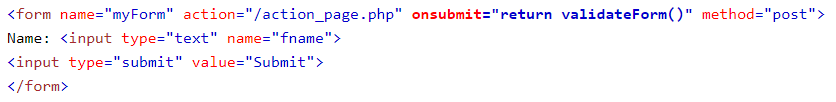 <form name="myForm" action="/action_page.php" onsubmit="return validateForm()" method="post">
Name: <input type="text" name="fname">
<input type="submit" value="Submit">
</form>